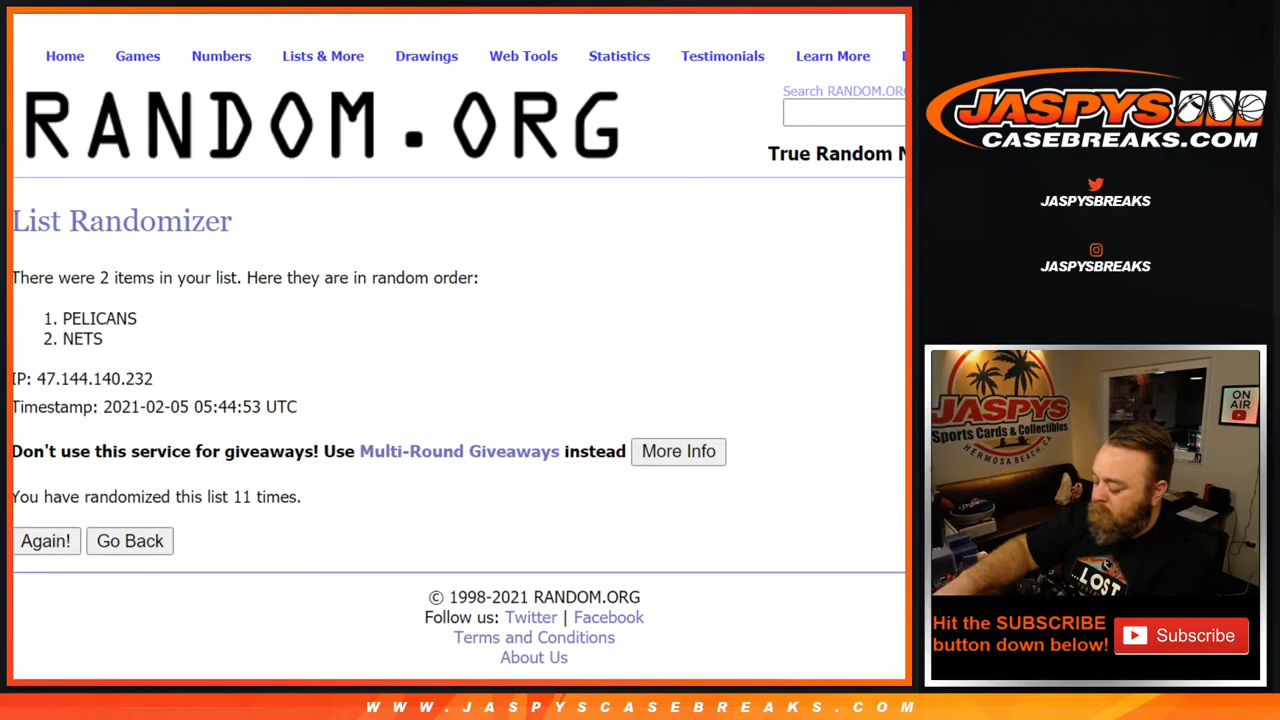 Home Games Numbers Lists & More Drawings Web Tools Statistics Testimonials Learn More
Search RANDOM.ORG
RANDOM.ORG
True Random N
List Randomizer
There were 2 items in your list. Here they are in random order:
1. PELICANS
2. NETS
IP: 47.144.140.232
Timestamp: 2021-02-05 05:44:53 UTC
Don't use this service for giveaways! Use Multi-Round Giveaways instead More Info
You have randomized this list 11 times.
Again! Go Back
© 1998-2021 RANDOM.ORG
Follow us: Twitter | Facebook
Terms and Conditions
About Us
JASPYS
CASEBREAKS.COM
JASPYSBREAKS
JASPYSBREAKS
JASPYS
Sports Cards & Collectibles
HERMOSA BEACH, CA
ON
AIR
LOST
Hit the SUBSCRIBE
button down below!
Subscribe
WWW.JASPYSCASEBREAKS.COM